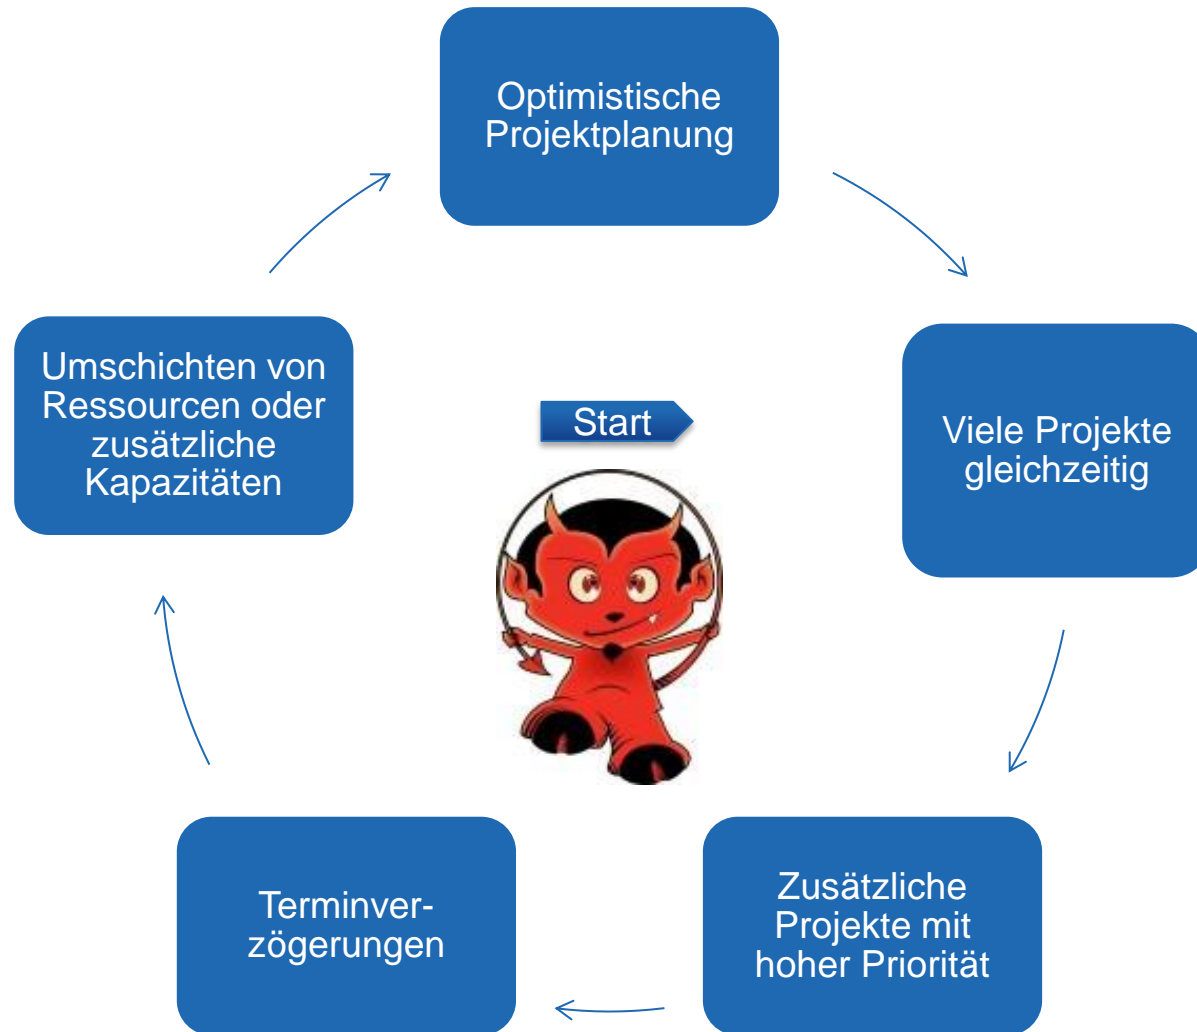 Optimistische
Projektplanung
Viele Projekte
gleichzeitig
Zusätzliche
Projekte mit
hoher Priorität
Terminver-
zögerungen
Umschichten von
Ressourcen oder
zusätzliche
Kapazitäten
Start